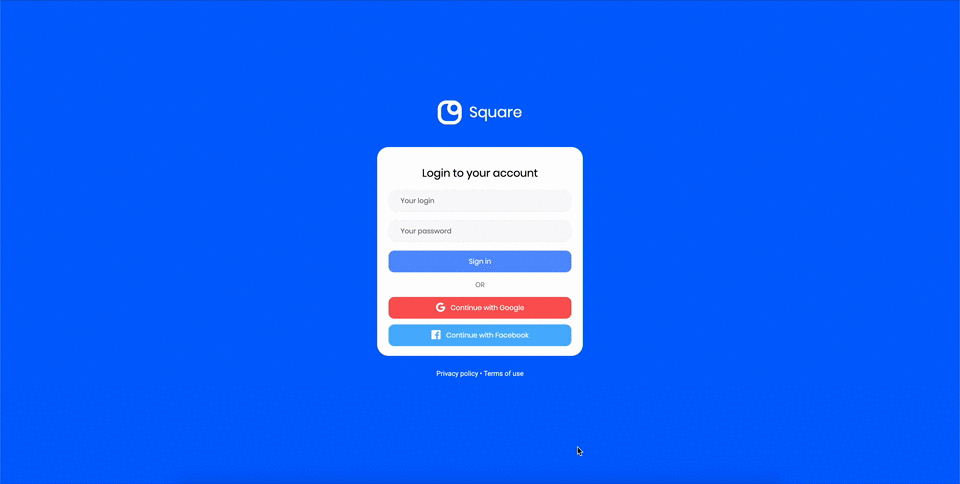 Square
Login to your account
Your login
Your password
Sign in
OR
Continue with Google
Continue with Facebook
Privacy policy • Terms of use